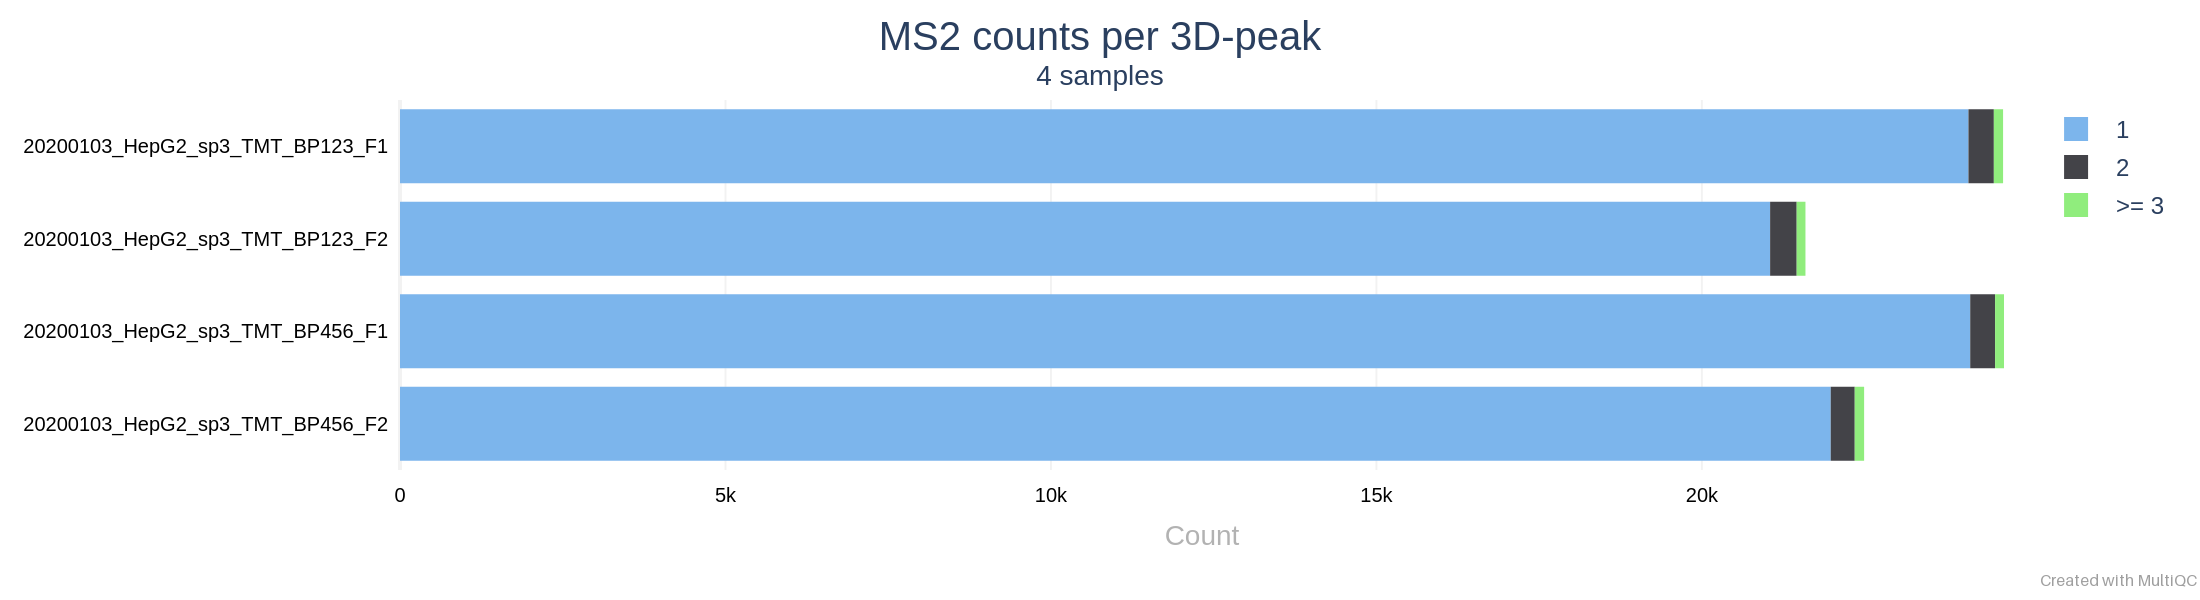 MS2 counts per 3D-peak
4 samples
20200103_HepG2_sp3_TMT_BP123_F1
20200103_HepG2_sp3_TMT_BP123_F2
20200103_HepG2_sp3_TMT_BP456_F1
20200103_HepG2_sp3_TMT_BP456_F2
1
2
>= 3
0 5k 10k 15k 20k
Count
Created with MultiQC